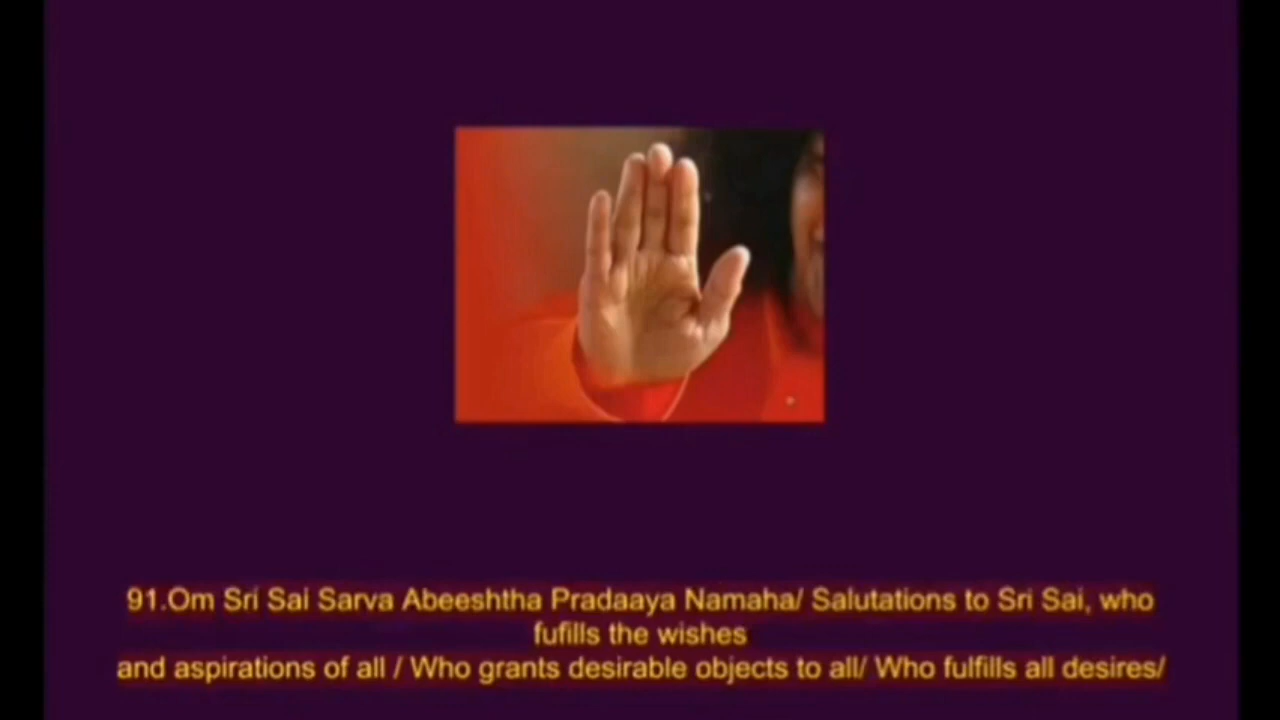 91.Om Sri Sai Sarva Abeeshtha Pradaaya Namaha/ Salutations to Sri Sai, who
fufills the wishes
and aspirations of all / Who grants desirable objects to all/ Who fulfills all desires/